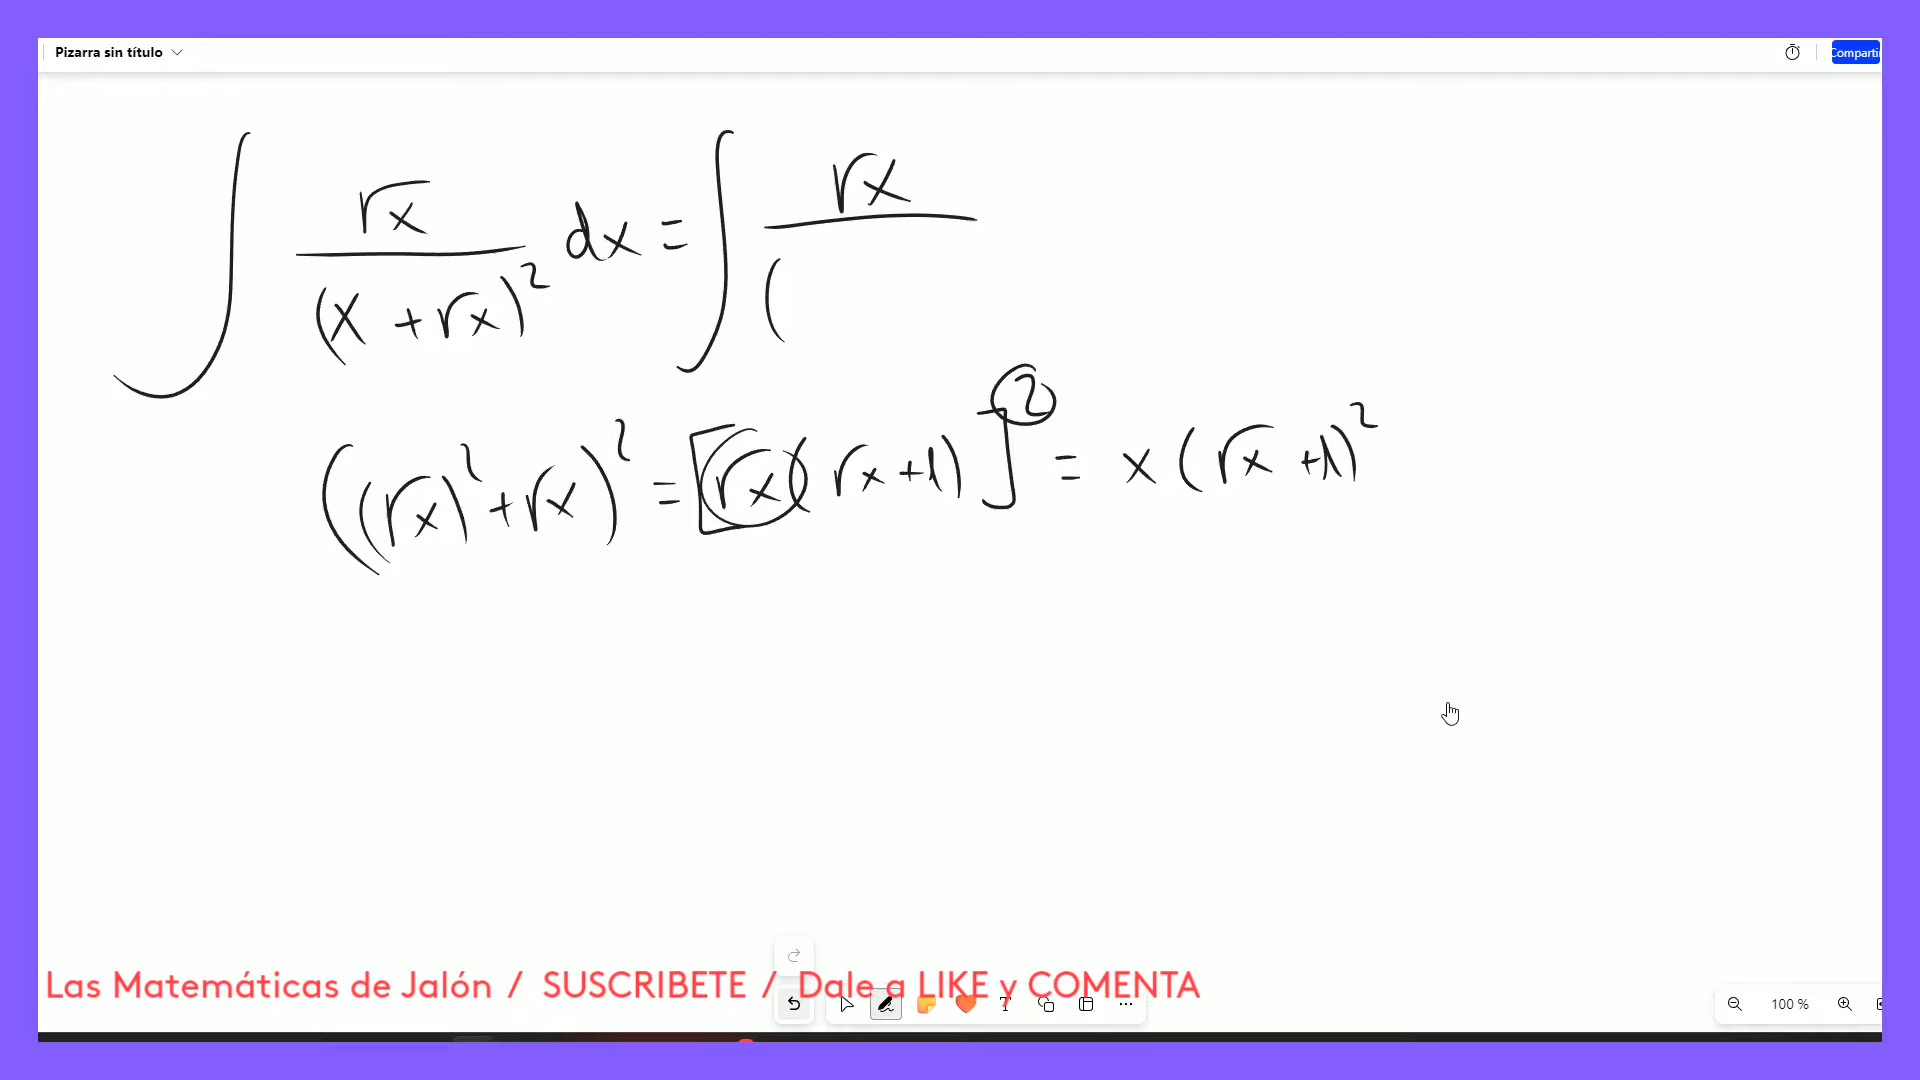 Pizarra sin título
Comparti
∫ √x / (x + √x)² dx = ∫ √x / (
((√x)² + √x)² = [√x(√x + 1)]² = x(√x + 1)²
Las Matemáticas de Jalón / SUSCRIBETE / Dale a LIKE y COMENTA
T
100 %